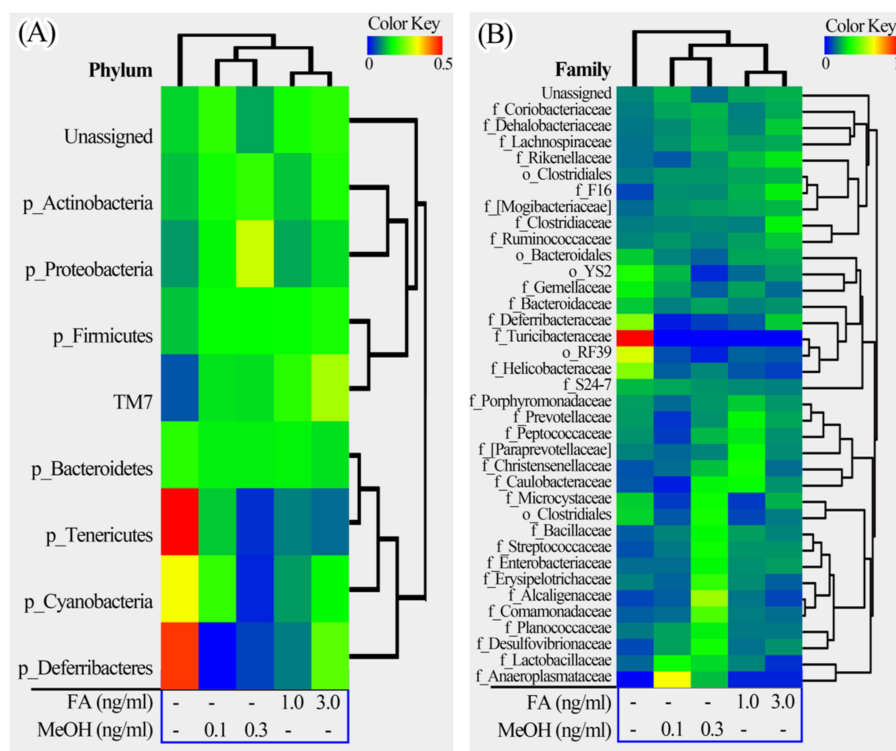 (A)
Color Key
0 0.5
Phylum
Unassigned
p_Actinobacteria
p_Proteobacteria
p_Firmicutes
TM7
p_Bacteroidetes
p_Tenericutes
p_Cyanobacteria
p_Deferribacteres
FA (ng/ml) - - - 1.0 3.0
MeOH (ng/ml) - 0.1 0.3 - -
(B)
Color Key
0 1
Family
Unassigned
f_Coriobacteriaceae
f_Dehalobacteriaceae
f_Lachnospiraceae
f_Rikenellaceae
o_Clostridiales
f_F16
f_[Mogibacteriaceae]
f_Clostridiaceae
f_Ruminococcaceae
o_Bacteroidales
o_YS2
f_Gemellaceae
f_Bacteroidaceae
f_Deferribacteraceae
f_Turicibacteraceae
o_RF39
f_Helicobacteraceae
f_S24-7
f_Porphyromonadaceae
f_Prevotellaceae
f_Peptococcaceae
f_[Paraprevotellaceae]
f_Christensenellaceae
f_Caulobacteraceae
f_Microcystaceae
o_Clostridiales
f_Bacillaceae
f_Streptococcaceae
f_Enterobacteriaceae
f_Erysipelotrichaceae
f_Alcaligenaceae
f_Comamonadaceae
f_Planococcaceae
f_Desulfovibrionaceae
f_Lactobacillaceae
f_Anaeroplasmataceae
FA (ng/ml) - - - 1.0 3.0
MeOH (ng/ml) - 0.1 0.3 - -